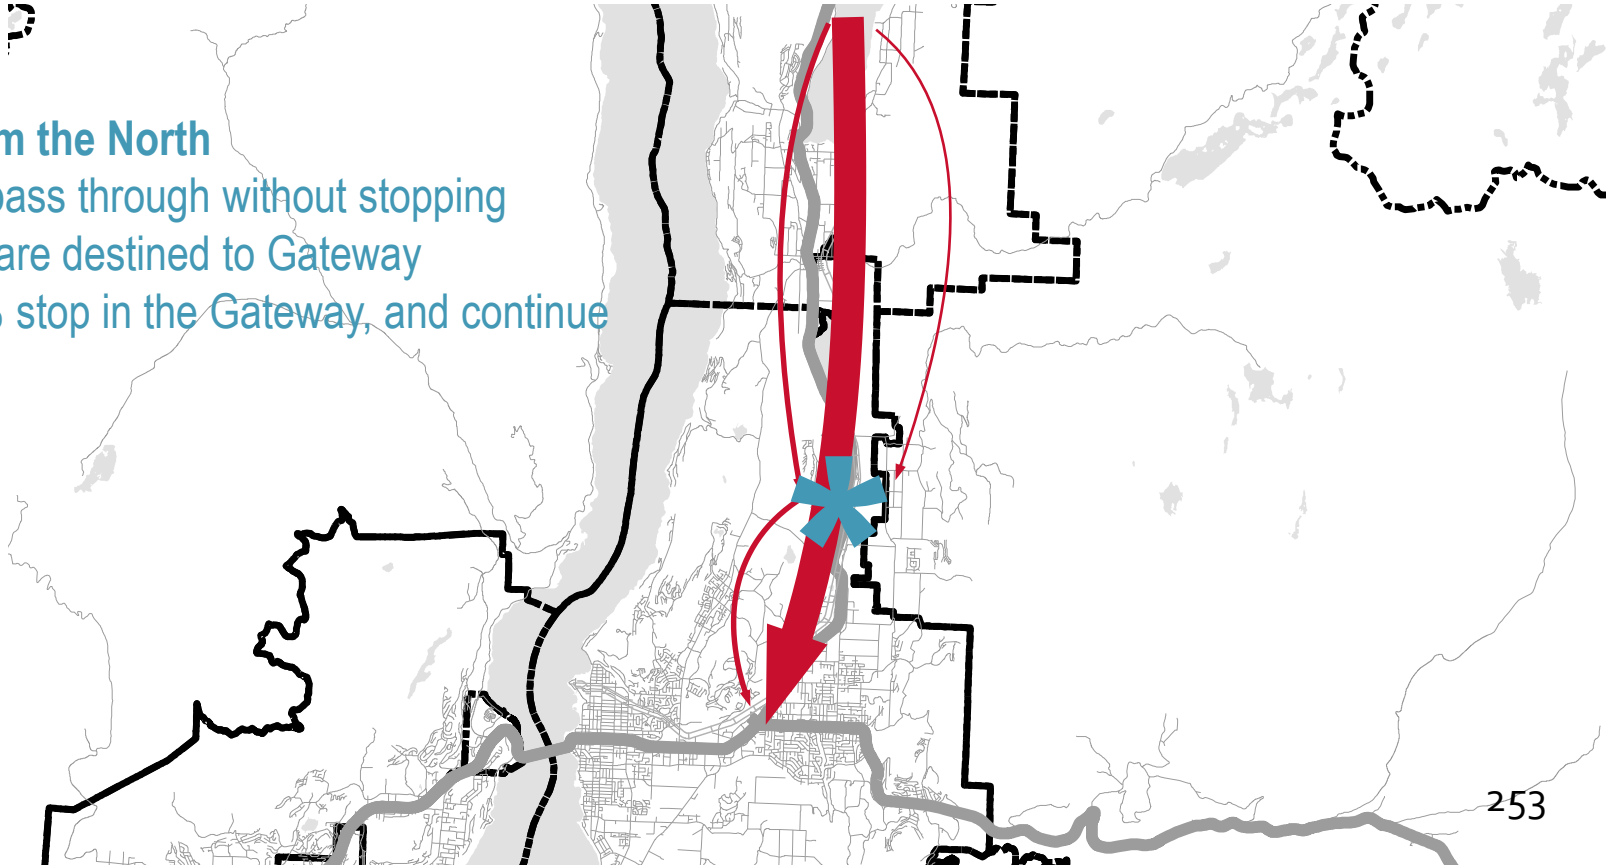 m the North
pass through without stopping
are destined to Gateway
stop in the Gateway, and continue
253